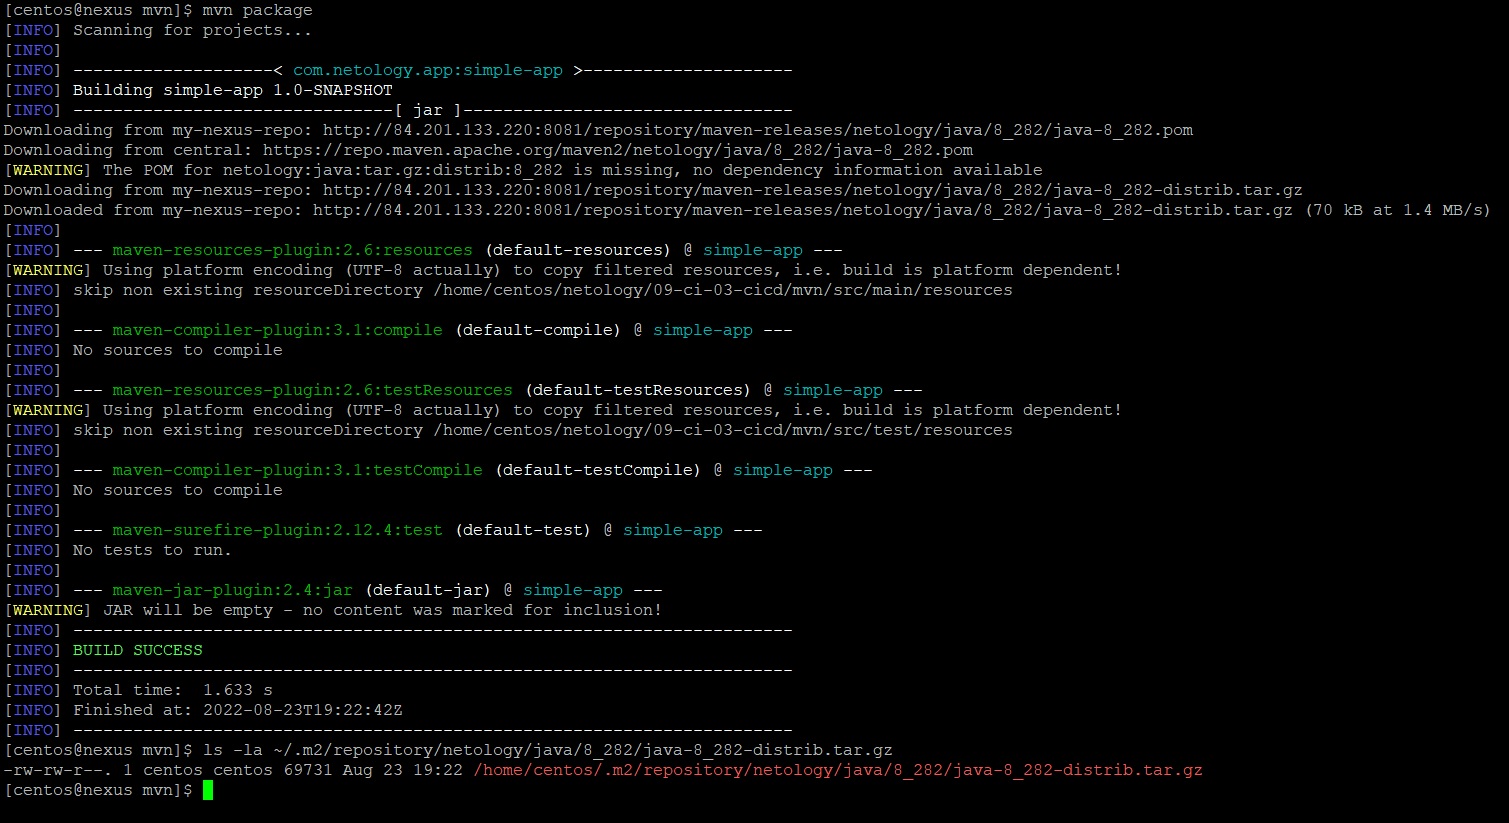 [centos@nexus mvn]$ mvn package
[INFO] Scanning for projects...
[INFO]
[INFO] --------------------< com.netology.app:simple-app >---------------------
[INFO] Building simple-app 1.0-SNAPSHOT
[INFO] --------------------------------[ jar ]---------------------------------
Downloading from my-nexus-repo: http://84.201.133.220:8081/repository/maven-releases/netology/java/8_282/java-8_282.pom
Downloading from central: https://repo.maven.apache.org/maven2/netology/java/8_282/java-8_282.pom
[WARNING] The POM for netology:java:tar.gz:distrib:8_282 is missing, no dependency information available
Downloading from my-nexus-repo: http://84.201.133.220:8081/repository/maven-releases/netology/java/8_282/java-8_282-distrib.tar.gz
Downloaded from my-nexus-repo: http://84.201.133.220:8081/repository/maven-releases/netology/java/8_282/java-8_282-distrib.tar.gz (70 kB at 1.4 MB/s)
[INFO]
[INFO] --- maven-resources-plugin:2.6:resources (default-resources) @ simple-app ---
[WARNING] Using platform encoding (UTF-8 actually) to copy filtered resources, i.e. build is platform dependent!
[INFO] skip non existing resourceDirectory /home/centos/netology/09-ci-03-cicd/mvn/src/main/resources
[INFO]
[INFO] --- maven-compiler-plugin:3.1:compile (default-compile) @ simple-app ---
[INFO] No sources to compile
[INFO]
[INFO] --- maven-resources-plugin:2.6:testResources (default-testResources) @ simple-app ---
[WARNING] Using platform encoding (UTF-8 actually) to copy filtered resources, i.e. build is platform dependent!
[INFO] skip non existing resourceDirectory /home/centos/netology/09-ci-03-cicd/mvn/src/test/resources
[INFO]
[INFO] --- maven-compiler-plugin:3.1:testCompile (default-testCompile) @ simple-app ---
[INFO] No sources to compile
[INFO]
[INFO] --- maven-surefire-plugin:2.12.4:test (default-test) @ simple-app ---
[INFO] No tests to run.
[INFO]
[INFO] --- maven-jar-plugin:2.4:jar (default-jar) @ simple-app ---
[WARNING] JAR will be empty - no content was marked for inclusion!
[INFO] ------------------------------------------------------------------------
[INFO] BUILD SUCCESS
[INFO] ------------------------------------------------------------------------
[INFO] Total time:  1.633 s
[INFO] Finished at: 2022-08-23T19:22:42Z
[INFO] ------------------------------------------------------------------------
[centos@nexus mvn]$ ls -la ~/.m2/repository/netology/java/8_282/java-8_282-distrib.tar.gz
-rw-rw-r--. 1 centos centos 69731 Aug 23 19:22 /home/centos/.m2/repository/netology/java/8_282/java-8_282-distrib.tar.gz
[centos@nexus mvn]$